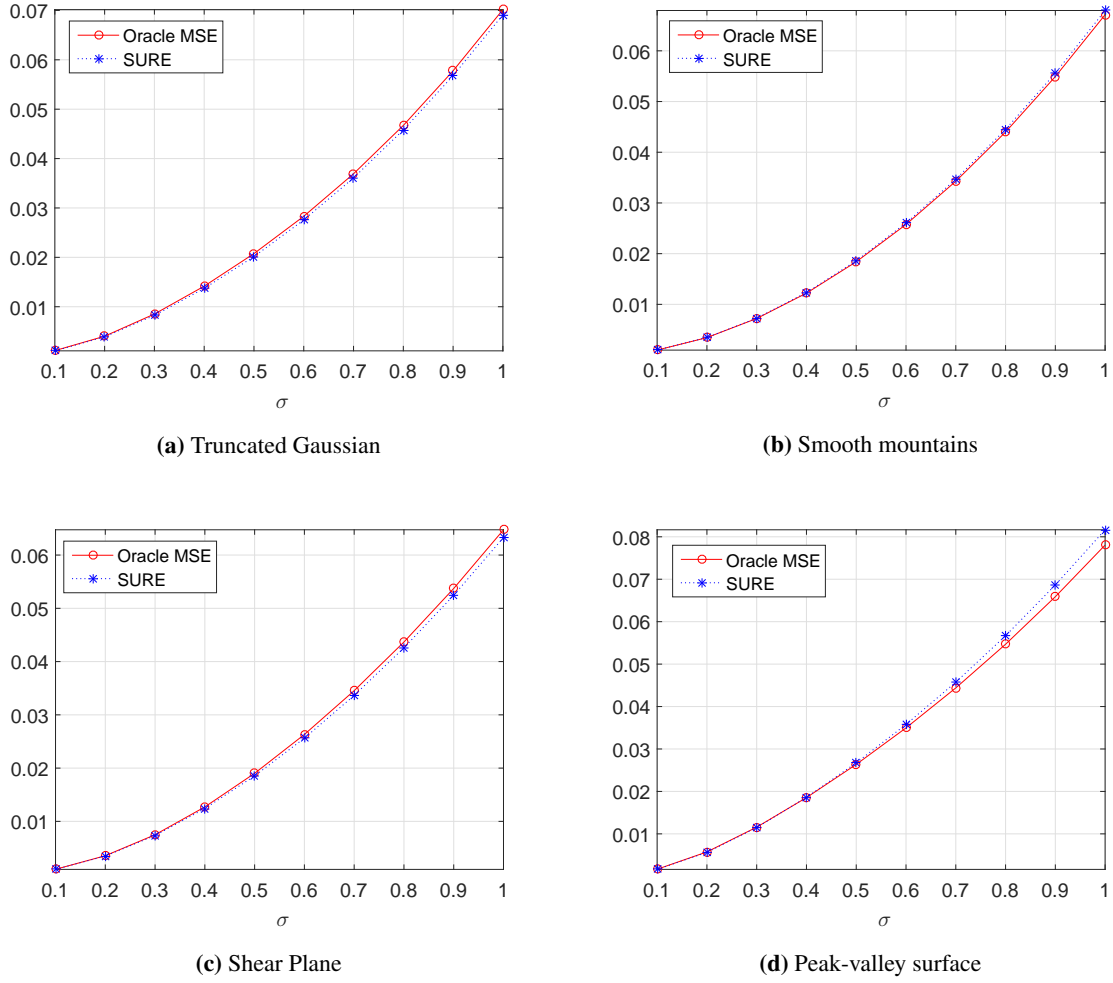 0.07
0.06
0.05
0.04
0.03
0.02
0.01
Oracle MSE
SURE
0.1 0.2 0.3 0.4 0.5 0.6 0.7 0.8 0.9 1
σ
(a) Truncated Gaussian
0.06
0.05
0.04
0.03
0.02
0.01
Oracle MSE
SURE
0.1 0.2 0.3 0.4 0.5 0.6 0.7 0.8 0.9 1
σ
(b) Smooth mountains
0.06
0.05
0.04
0.03
0.02
0.01
Oracle MSE
SURE
0.1 0.2 0.3 0.4 0.5 0.6 0.7 0.8 0.9 1
σ
(c) Shear Plane
0.08
0.07
0.06
0.05
0.04
0.03
0.02
0.01
Oracle MSE
SURE
0.1 0.2 0.3 0.4 0.5 0.6 0.7 0.8 0.9 1
σ
(d) Peak-valley surface